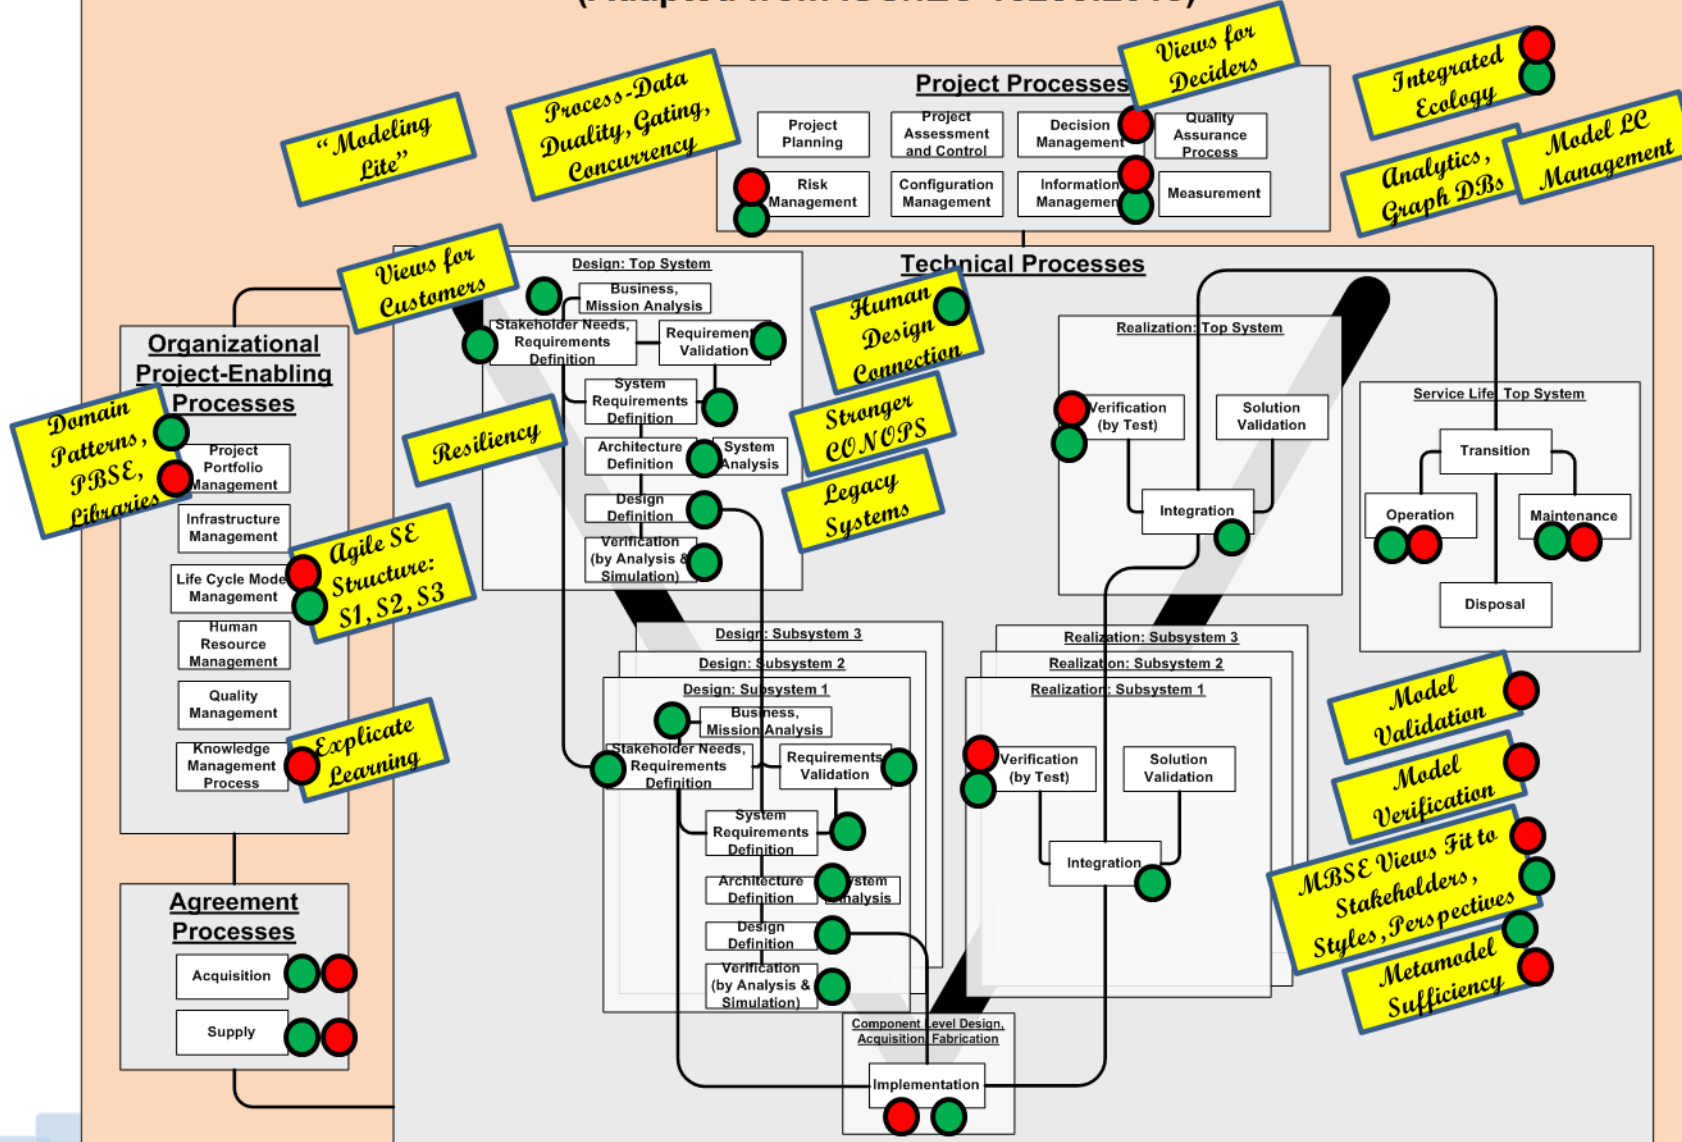 (Adapted from ISO/IEC 15288:2015)
Project Processes
Project
Planning
Project
Assessment
and Control
Decision
Management
Quality
Assurance
Process
Risk
Management
Configuration
Management
Information
Managemen
Measurement
Views for
Deciders
Integrated
Ecology
Analytics,
Graph DBs
Model LC
Management
“Modeling
Lite”
Process-Data
Duality, Gating,
Concurrency
Views for
Customers
Technical Processes
Design: Top System
Business,
Mission Analysis
Stakeholder Needs,
Requirements
Definition
Requirement
Validation
System
Requirements
Definition
Architecture
Definition
System
Analysis
Design
Definition
Verification
(by Analysis &
Simulation)
Human
Design
Connection
Stronger
CONOPS
Legacy
Systems
Resiliency
Realization: Top System
Verification
(by Test)
Solution
Validation
Integration
Service Life: Top System
Transition
Operation
Maintenance
Disposal
Organizational
Project-Enabling
Processes
Domain
Patterns,
PBSE,
Libraries
Project
Portfolio
Management
Infrastructure
Management
Life Cycle Mode
Management
Human
Resource
Management
Quality
Management
Knowledge
Management
Process
Agile SE
Structure:
S1, S2, S3
Explicate
Learning
Agreement
Processes
Acquisition
Supply
Design: Subsystem 3
Design: Subsystem 2
Design: Subsystem 1
Business,
Mission Analysis
Stakeholder Needs,
Requirements
Definition
Requirements
Validation
System
Requirements
Definition
Architecture
Definition
ystem
Analysis
Design
Definition
Verification
(by Analysis &
Simulation)
Realization: Subsystem 3
Realization: Subsystem 2
Realization: Subsystem 1
Verification
(by Test)
Solution
Validation
Integration
Component Level Design,
Acquisition, Fabrication
Implementation
Model
Validation
Model
Verification
MBSE Views Fit to
Stakeholders,
Styles, Perspectives
Metamodel
Sufficiency